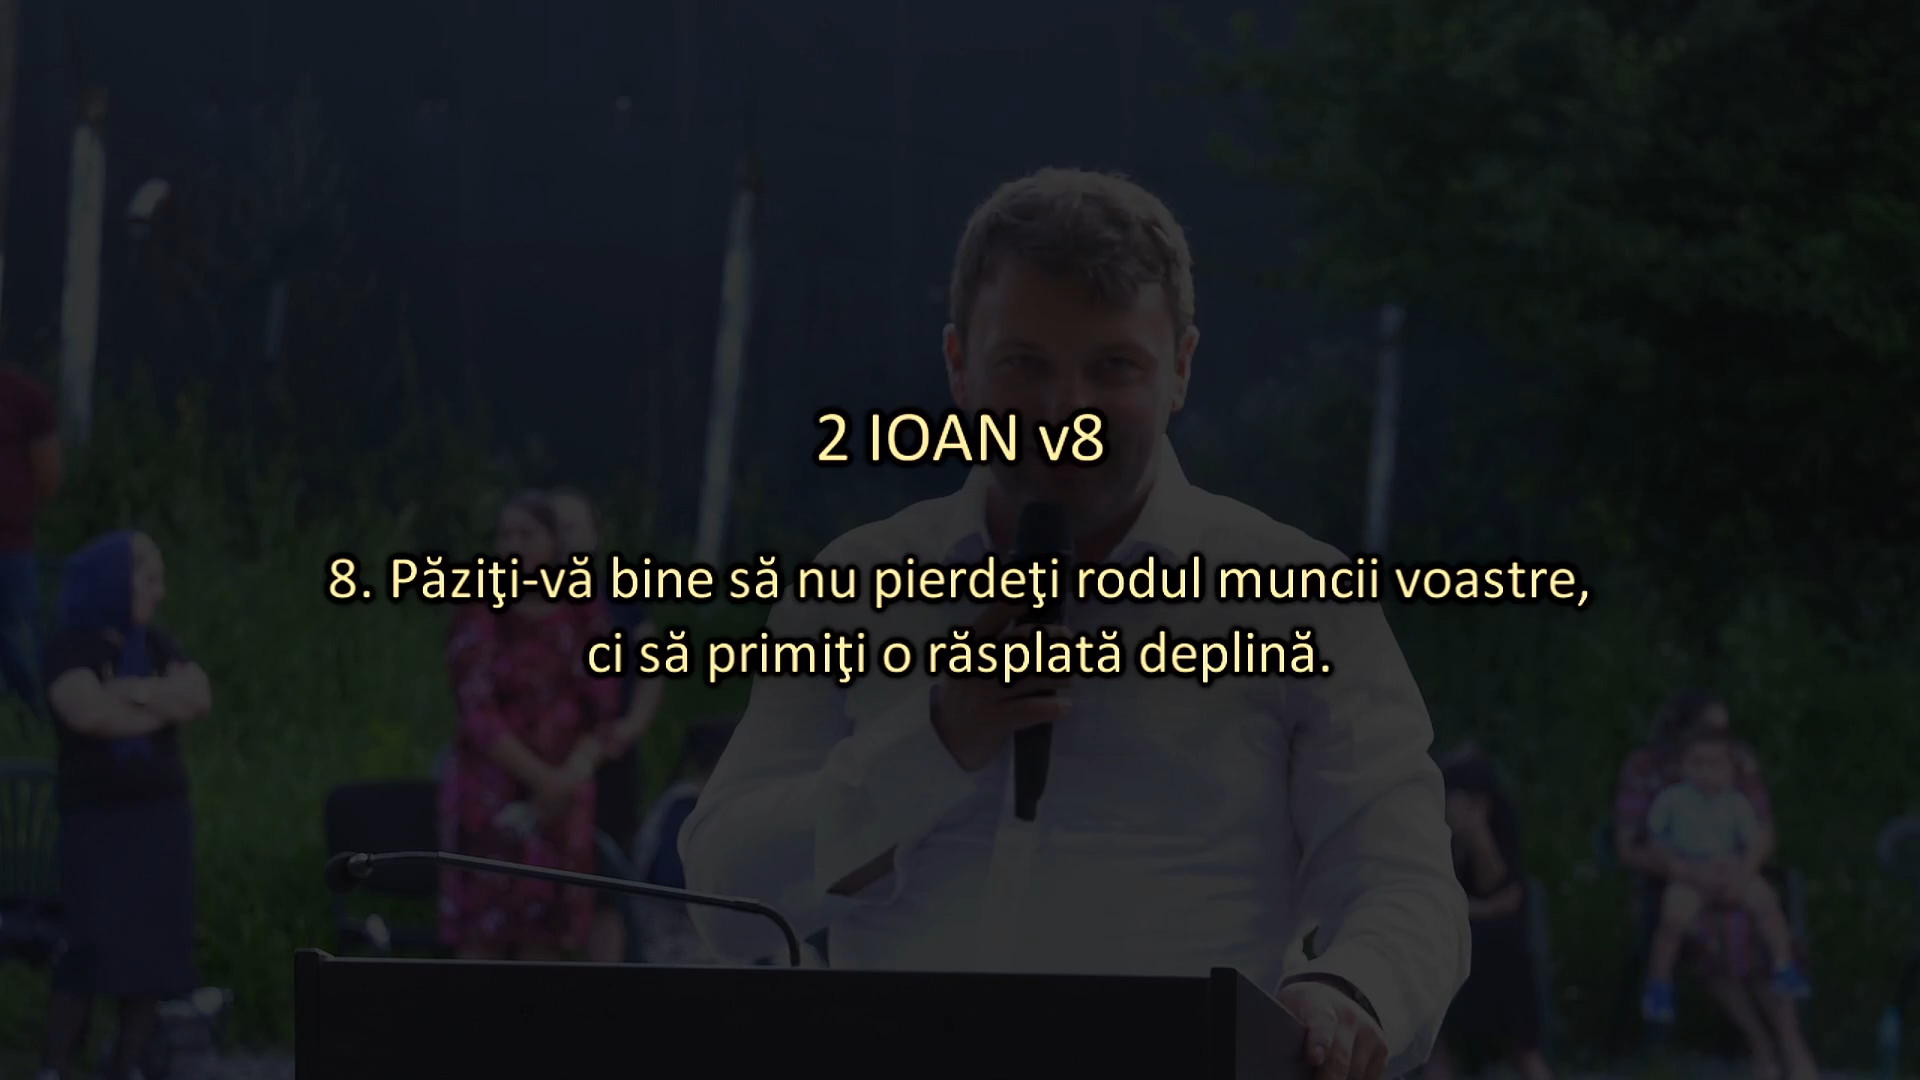 2 IOAN v8
8. Păziţi-vă bine să nu pierdeţi rodul muncii voastre,
ci să primiţi o răsplată deplină.